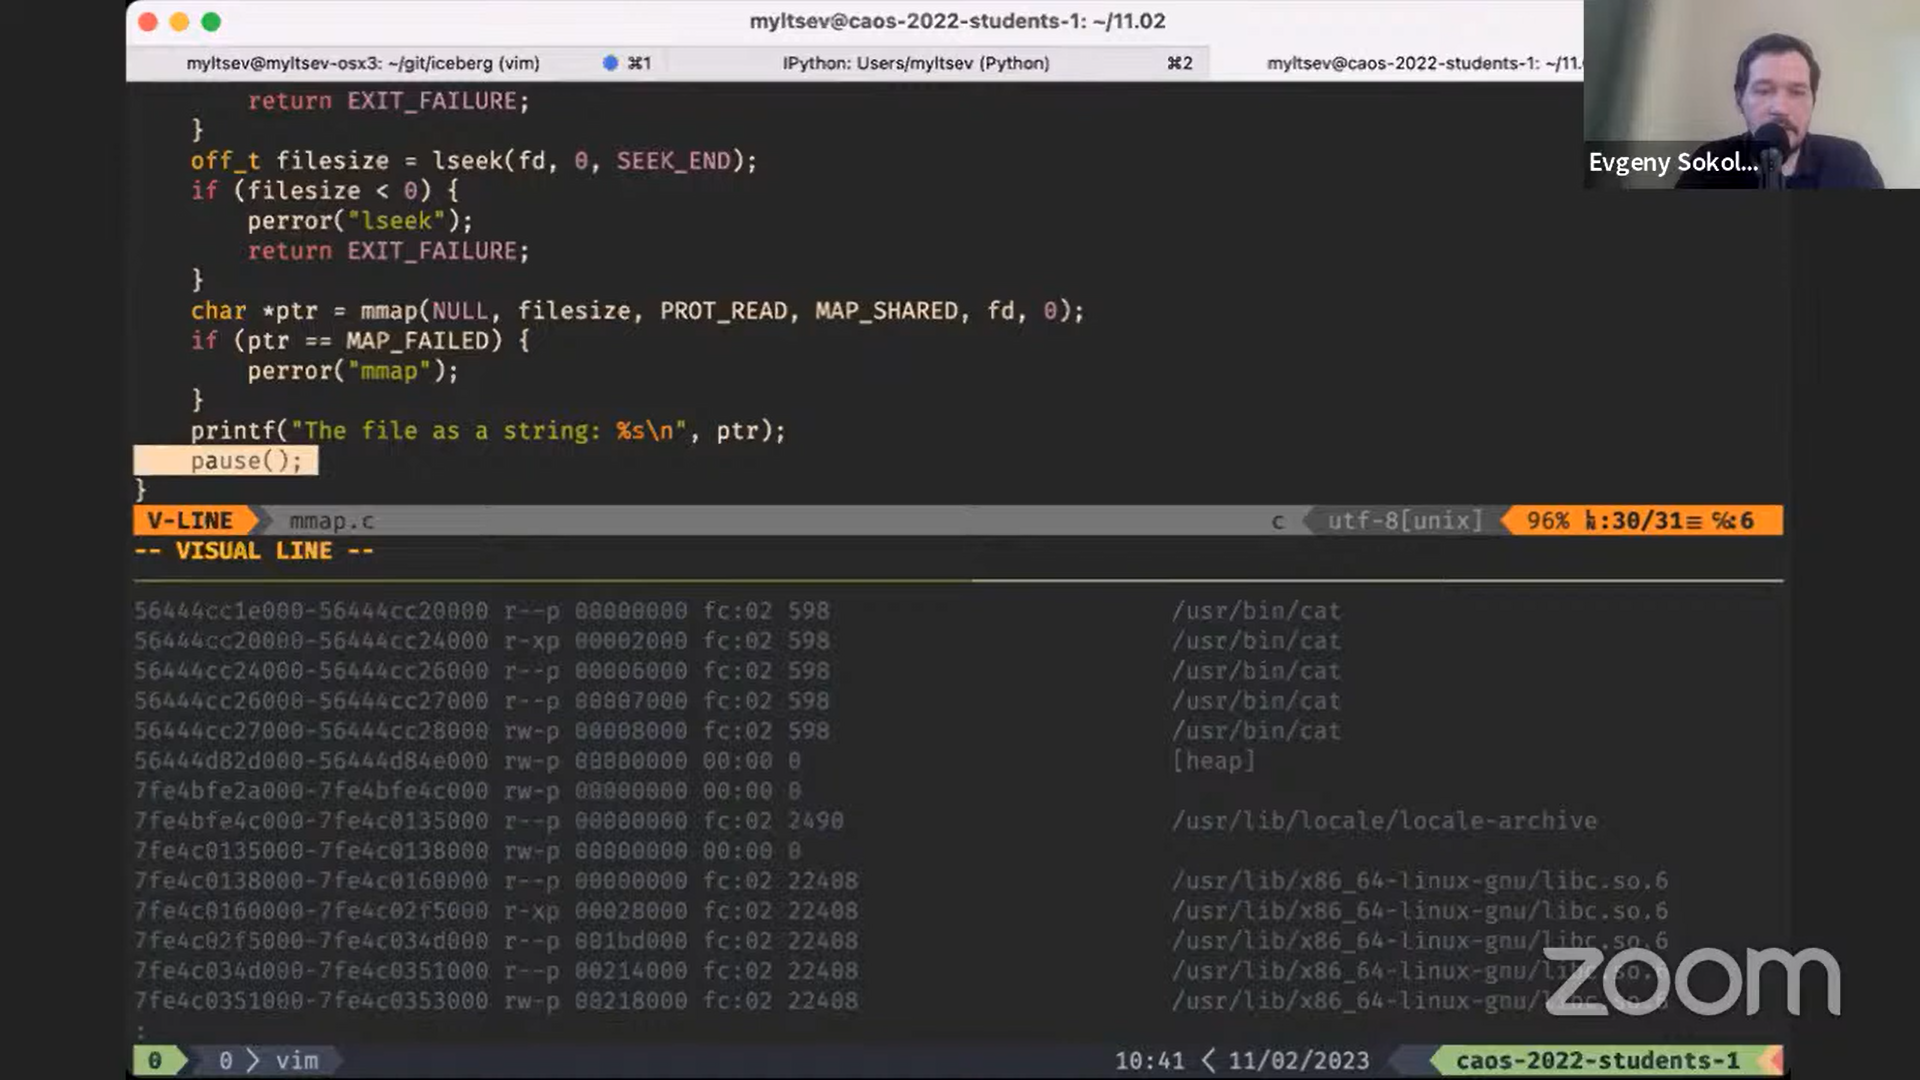 myltsev@caos-2022-students-1: ~/11.02
myltsev@myltsev-osx3: ~/git/iceberg (vim) ⌘1 IPython: Users/myltsev (Python) ⌘2 myltsev@caos-2022-students-1: ~/11.
Evgeny Sokol...
return EXIT_FAILURE;
}
off_t filesize = lseek(fd, 0, SEEK_END);
if (filesize < 0) {
perror("lseek");
return EXIT_FAILURE;
}
char *ptr = mmap(NULL, filesize, PROT_READ, MAP_SHARED, fd, 0);
if (ptr == MAP_FAILED) {
perror("mmap");
}
printf("The file as a string: %s\n", ptr);
pause();
}
V-LINE mmap.c c utf-8[unix] 96% ㏑:30/31≡ ℅:6
-- VISUAL LINE --
56444cc1e000-56444cc20000 r--p 00000000 fc:02 598 /usr/bin/cat
56444cc20000-56444cc24000 r-xp 00002000 fc:02 598 /usr/bin/cat
56444cc24000-56444cc26000 r--p 00006000 fc:02 598 /usr/bin/cat
56444cc26000-56444cc27000 r--p 00007000 fc:02 598 /usr/bin/cat
56444cc27000-56444cc28000 rw-p 00008000 fc:02 598 /usr/bin/cat
56444d82d000-56444d84e000 rw-p 00000000 00:00 0 [heap]
7fe4bfe2a000-7fe4bfe4c000 rw-p 00000000 00:00 0
7fe4bfe4c000-7fe4c0135000 r--p 00000000 fc:02 2490 /usr/lib/locale/locale-archive
7fe4c0135000-7fe4c0138000 rw-p 00000000 00:00 0
7fe4c0138000-7fe4c0160000 r--p 00000000 fc:02 22408 /usr/lib/x86_64-linux-gnu/libc.so.6
7fe4c0160000-7fe4c02f5000 r-xp 00028000 fc:02 22408 /usr/lib/x86_64-linux-gnu/libc.so.6
7fe4c02f5000-7fe4c034d000 r--p 001bd000 fc:02 22408 /usr/lib/x86_64-linux-gnu/libc.so.6
7fe4c034d000-7fe4c0351000 r--p 00214000 fc:02 22408 /usr/lib/x86_64-linux-gnu/libc.so.6
7fe4c0351000-7fe4c0353000 rw-p 00218000 fc:02 22408 /usr/lib/x86_64-linux-gnu/libc.so.6
zoom
:
0 0 > vim 10:41 < 11/02/2023 caos-2022-students-1